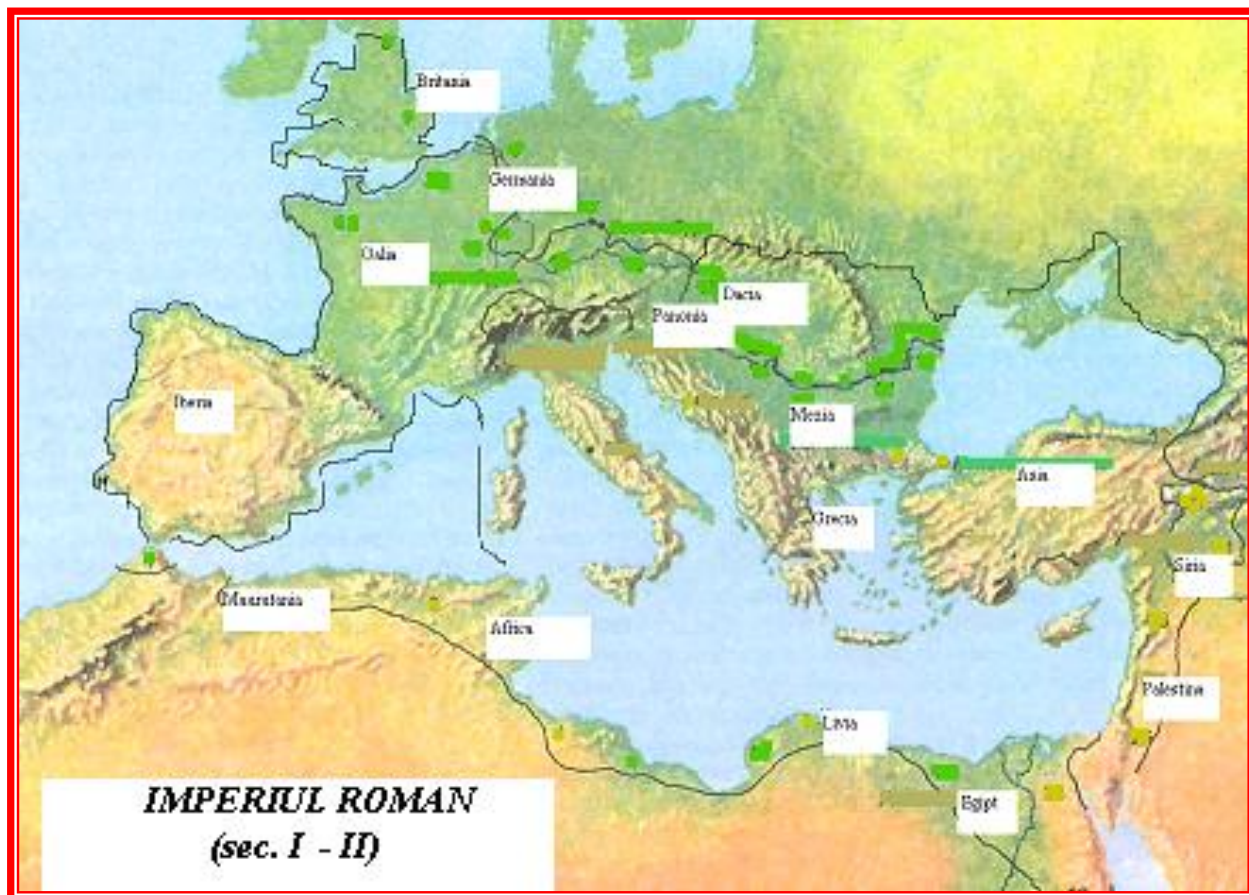 Britania
Germania
Galia
Dacia
Panonia
Iberia
Mezia
Asia
Grecia
Siria
Mauretania
Africa
Palestina
Livia
Egipt
IMPERIUL ROMAN
(sec. I - II)